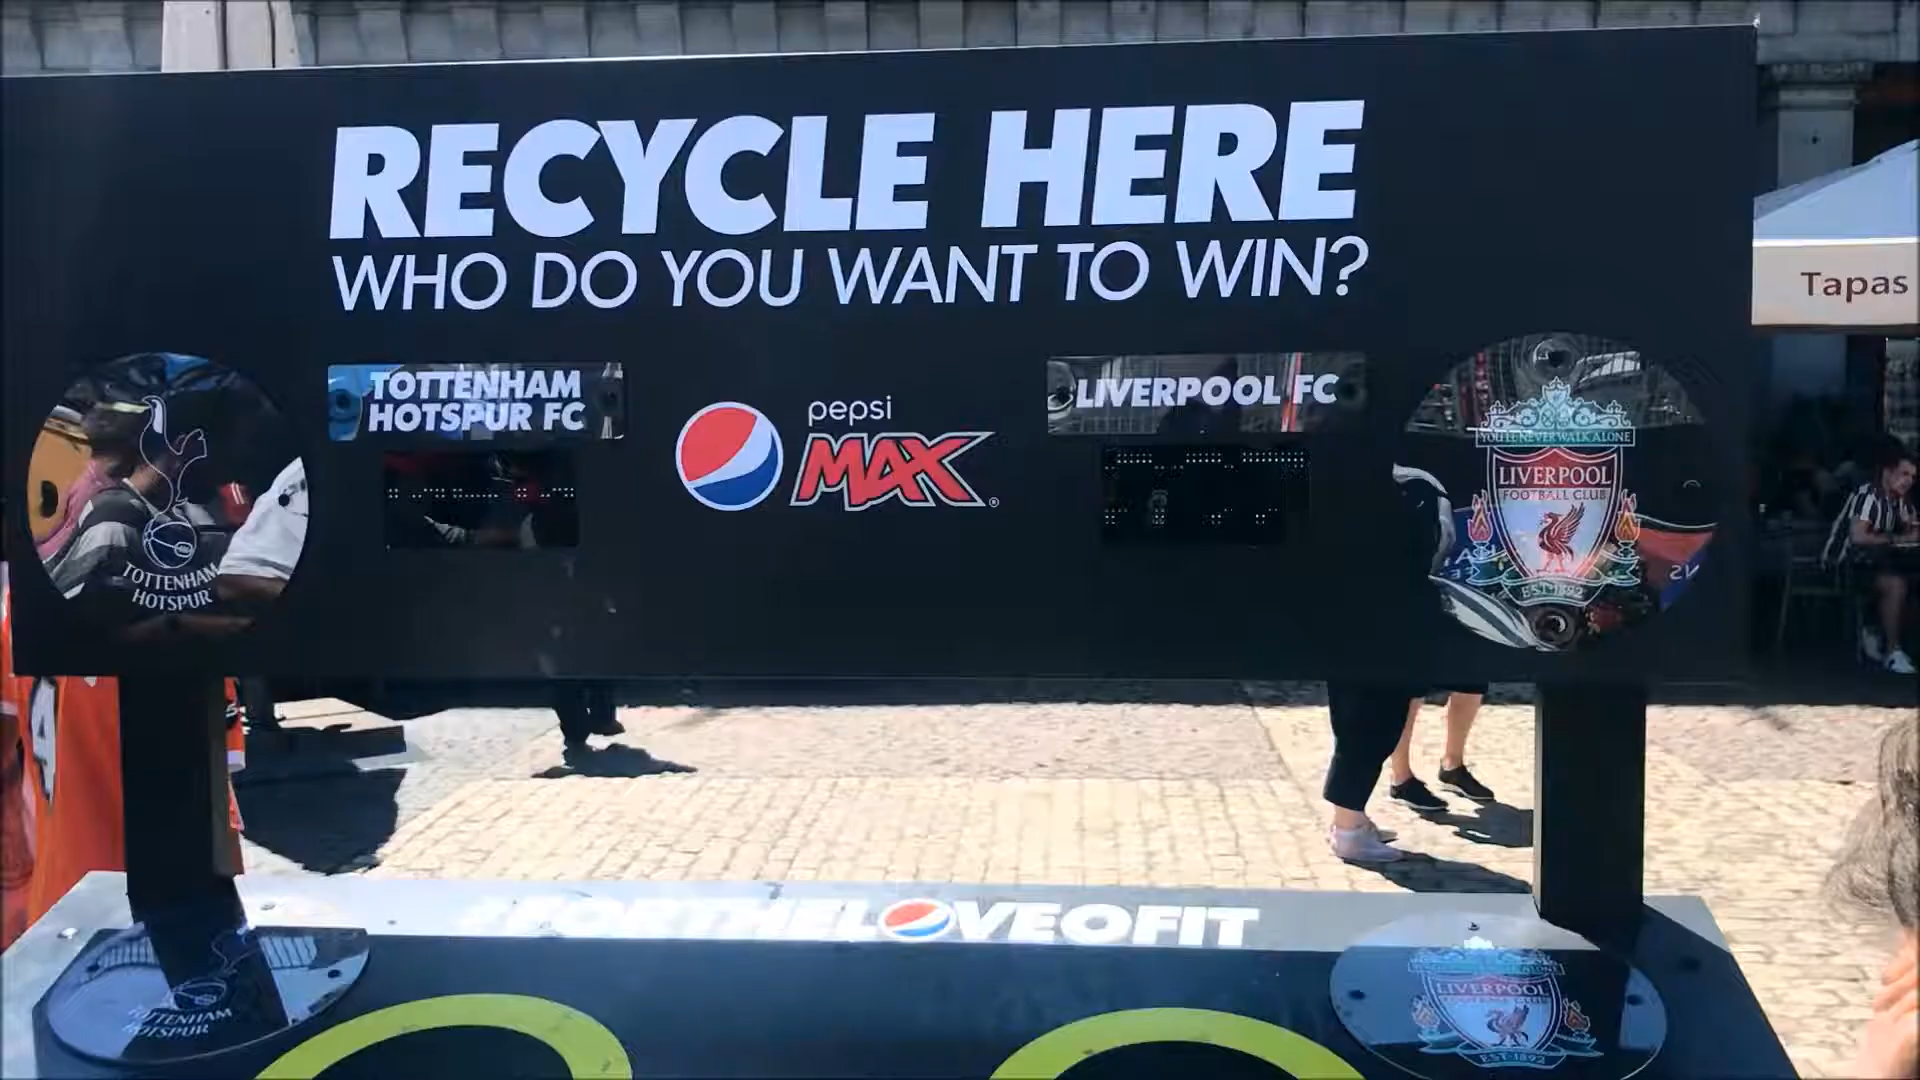 RECYCLE HERE
WHO DO YOU WANT TO WIN?
Tapas
TOTTENHAM
HOTSPUR FC
pepsi
MAX
LIVERPOOL FC
TOTTENHAM
HOTSPUR
YOU'LL NEVER WALK ALONE
LIVERPOOL
FOOTBALL CLUB
EST·1892
4
#FORTHELOVEOFIT
TOTTENHAM
HOTSPUR
LIVERPOOL
FOOTBALL CLUB
EST·1892